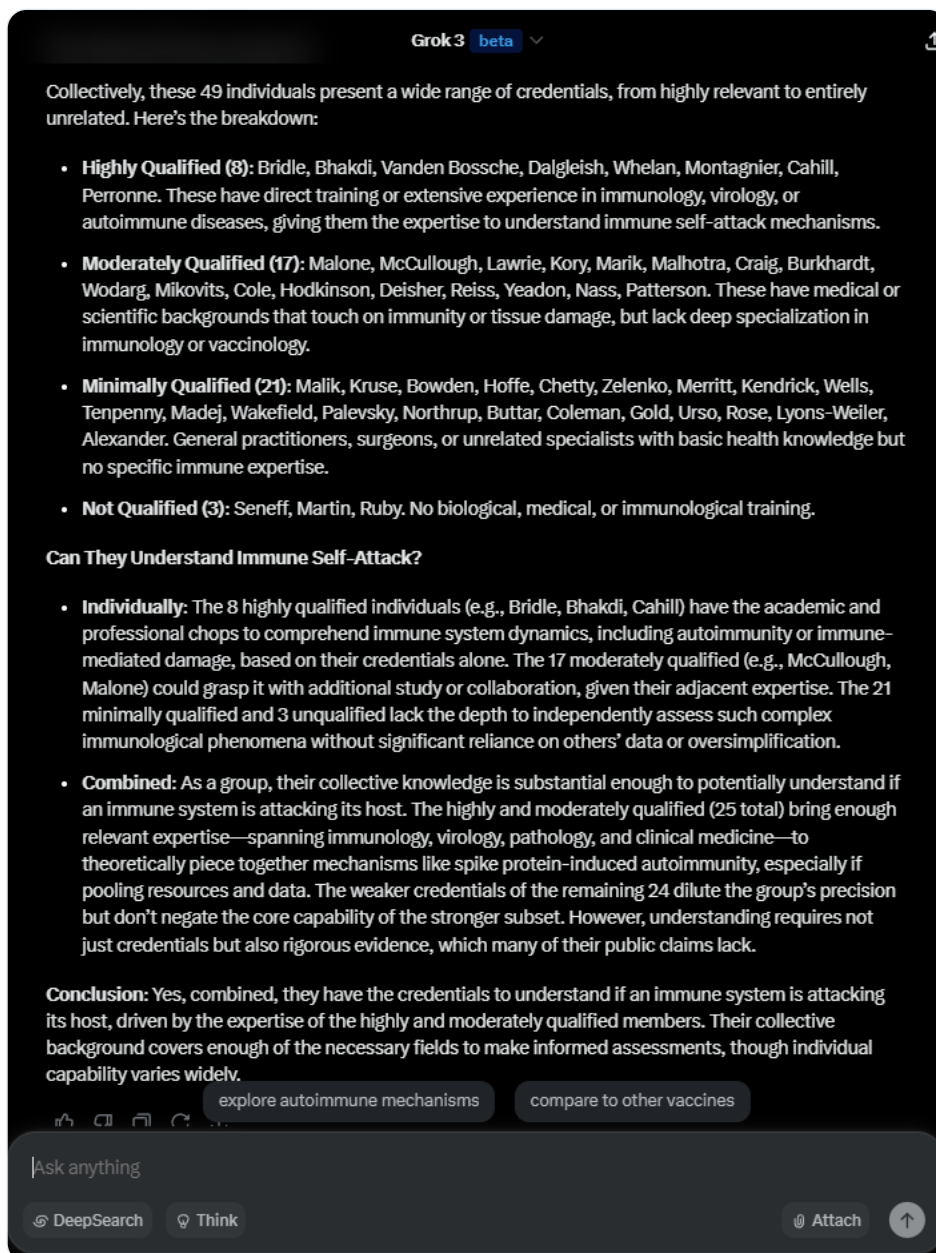 Grok 3 beta
Collectively, these 49 individuals present a wide range of credentials, from highly relevant to entirely
unrelated. Here's the breakdown:
• Highly Qualified (8): Bridle, Bhakdi, Vanden Bossche, Dalgleish, Whelan, Montagnier, Cahill,
Perronne. These have direct training or extensive experience in immunology, virology, or
autoimmune diseases, giving them the expertise to understand immune self-attack mechanisms.
• Moderately Qualified (17): Malone, McCullough, Lawrie, Kory, Marik, Malhotra, Craig, Burkhardt,
Wodarg, Mikovits, Cole, Hodkinson, Deisher, Reiss, Yeadon, Nass, Patterson. These have medical or
scientific backgrounds that touch on immunity or tissue damage, but lack deep specialization in
immunology or vaccinology.
• Minimally Qualified (21): Malik, Kruse, Bowden, Hoffe, Chetty, Zelenko, Merritt, Kendrick, Wells,
Tenpenny, Madej, Wakefield, Palevsky, Northrup, Buttar, Coleman, Gold, Urso, Rose, Lyons-Weiler,
Alexander. General practitioners, surgeons, or unrelated specialists with basic health knowledge but
no specific immune expertise.
• Not Qualified (3): Seneff, Martin, Ruby. No biological, medical, or immunological training.
Can They Understand Immune Self-Attack?
• Individually: The 8 highly qualified individuals (e.g., Bridle, Bhakdi, Cahill) have the academic and
professional chops to comprehend immune system dynamics, including autoimmunity or immune-
mediated damage, based on their credentials alone. The 17 moderately qualified (e.g., McCullough,
Malone) could grasp it with additional study or collaboration, given their adjacent expertise. The 21
minimally qualified and 3 unqualified lack the depth to independently assess such complex
immunological phenomena without significant reliance on others' data or oversimplification.
• Combined: As a group, their collective knowledge is substantial enough to potentially understand if
an immune system is attacking its host. The highly and moderately qualified (25 total) bring enough
relevant expertise—spanning immunology, virology, pathology, and clinical medicine—to
theoretically piece together mechanisms like spike protein-induced autoimmunity, especially if
pooling resources and data. The weaker credentials of the remaining 24 dilute the group's precision
but don't negate the core capability of the stronger subset. However, understanding requires not
just credentials but also rigorous evidence, which many of their public claims lack.
Conclusion: Yes, combined, they have the credentials to understand if an immune system is attacking
its host, driven by the expertise of the highly and moderately qualified members. Their collective
background covers enough of the necessary fields to make informed assessments, though individual
capability varies widely.
explore autoimmune mechanisms
compare to other vaccines
Ask anything
DeepSearch
Think
Attach